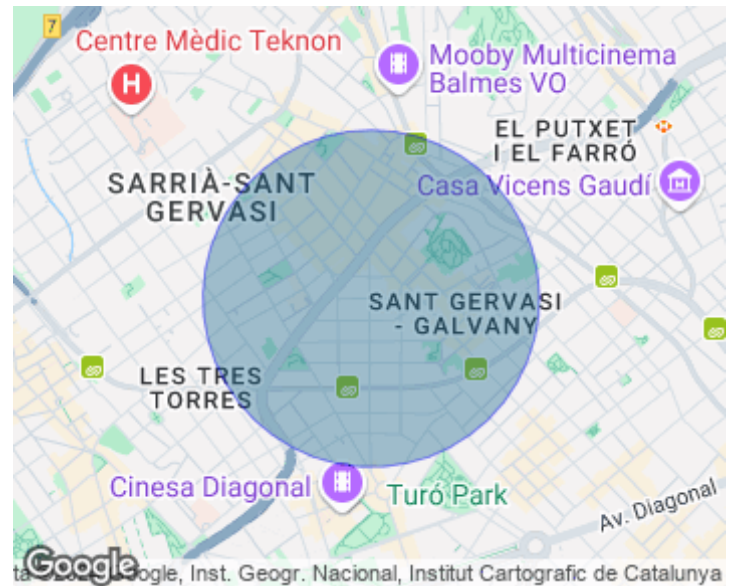 7
Centre Mèdic Teknon
H
Mooby Multicinema
Balmes VO
EL PUTXET
I EL FARRÓ
SARRIÀ-SANT
GERVASI
Casa Vicens Gaudí
SANT GERVASI
- GALVANY
LES TRES
TORRES
Cinesa Diagonal
Turó Park
Av. Diagonal
Google
Google, Inst. Geogr. Nacional, Institut Cartografic de Catalunya